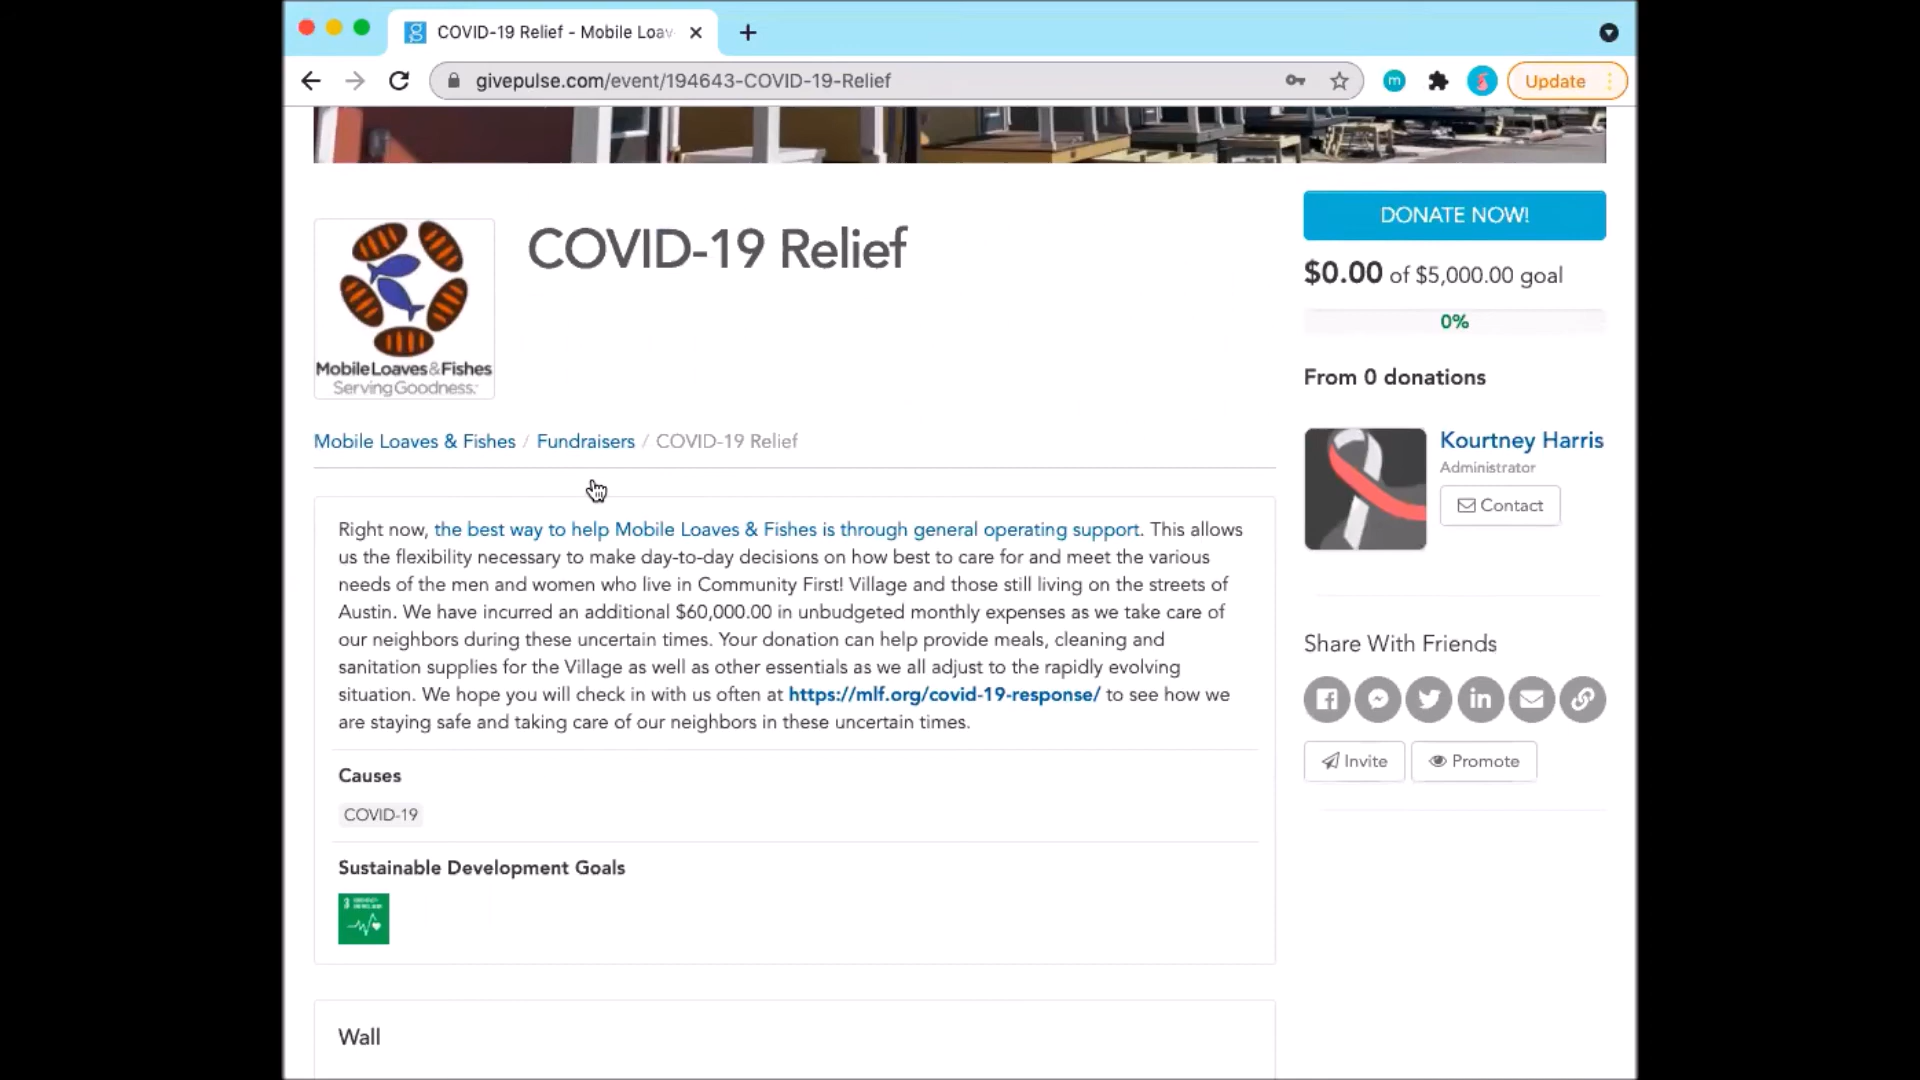 COVID-19 Relief - Mobile Loav
givepulse.com/event/194643-COVID-19-Relief
m
Update
COVID-19 Relief
Mobile Loaves & Fishes
Serving Goodness.
Mobile Loaves & Fishes / Fundraisers / COVID-19 Relief
Right now, the best way to help Mobile Loaves & Fishes is through general operating support. This allows
us the flexibility necessary to make day-to-day decisions on how best to care for and meet the various
needs of the men and women who live in Community First! Village and those still living on the streets of
Austin. We have incurred an additional $60,000.00 in unbudgeted monthly expenses as we take care of
our neighbors during these uncertain times. Your donation can help provide meals, cleaning and
sanitation supplies for the Village as well as other essentials as we all adjust to the rapidly evolving
situation. We hope you will check in with us often at https://mlf.org/covid-19-response/ to see how we
are staying safe and taking care of our neighbors in these uncertain times.
Causes
COVID-19
Sustainable Development Goals
3
Wall
DONATE NOW!
$0.00 of $5,000.00 goal
0%
From 0 donations
Kourtney Harris
Administrator
Contact
Share With Friends
Invite
Promote